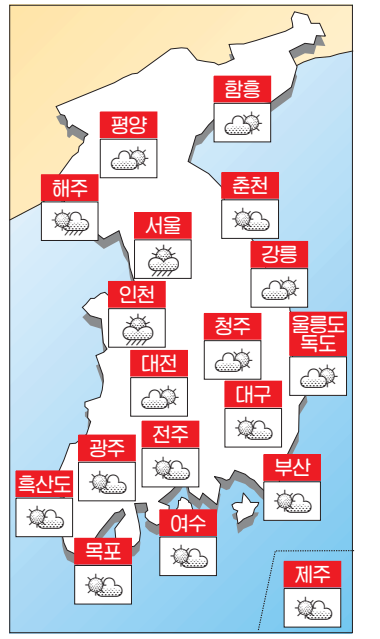 함흥
평양
해주
춘천
서울
강릉
인천
청주
울릉도
독도
대전
대구
전주
광주
부산
흑산도
여수
목포
제주